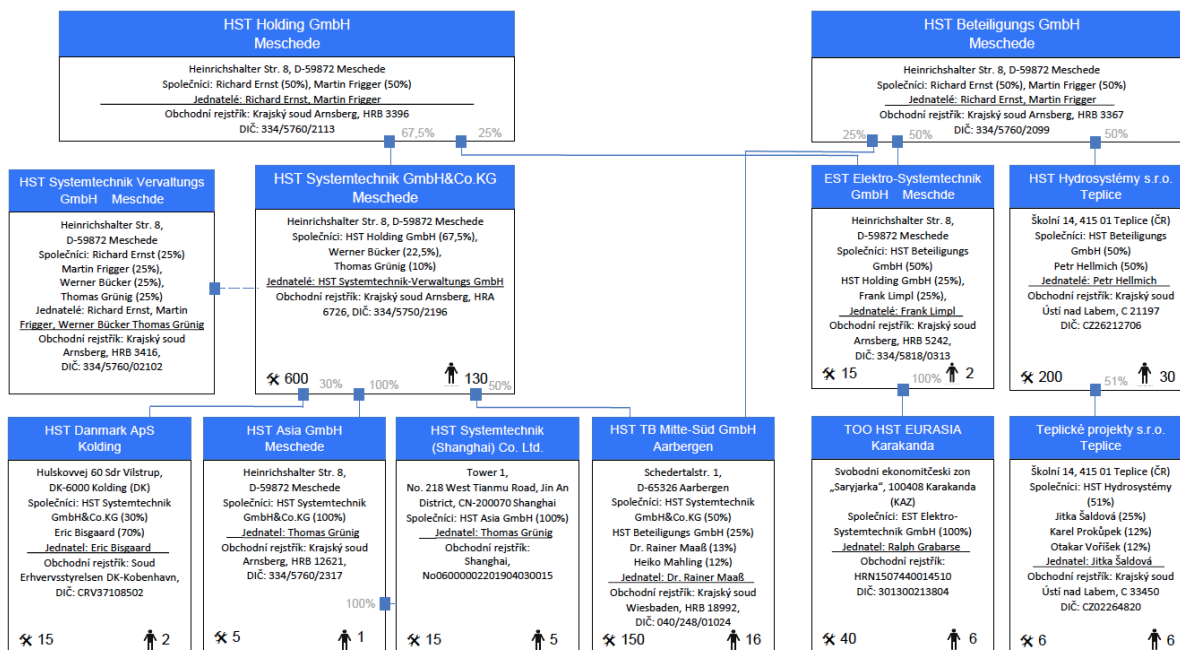 HST Holding GmbH
Meschede
Heinrichshalter Str. 8, D-59872 Meschede
Společníci: Richard Ernst (50%), Martin Frigger (50%)
Jednatelé: Richard Ernst, Martin Frigger
Obchodní rejstřík: Krajský soud Arnsberg, HRB 3396
DIČ: 334/5760/2113
67,5%
25%
HST Beteiligungs GmbH
Meschede
Heinrichshalter Str. 8, D-59872 Meschede
Společníci: Richard Ernst (50%), Martin Frigger (50%)
Jednatelé: Richard Ernst, Martin Frigger
Obchodní rejstřík: Krajský soud Arnsberg, HRB 3367
DIČ: 334/5760/2099
25%
50%
50%
HST Systemtechnik Vervaltungs
GmbH Meschde
Heinrichshalter Str. 8,
D-59872 Meschede
Společníci: Richard Ernst (25%)
Martin Frigger (25%),
Werner Bücker (25%),
Thomas Grünig (25%)
Jednatelé: Richard Ernst, Martin
Frigger, Werner Bücker Thomas Grünig
Obchodní rejstřík: Krajský soud
Arnsberg, HRB 3416,
DIČ: 334/5760/02102
HST Systemtechnik GmbH&Co.KG
Meschede
Heinrichshalter Str. 8, D-59872 Meschede
Společníci: HST Holding GmbH (67,5%),
Werner Bücker (22,5%),
Thomas Grünig (10%)
Jednatelé: HST Systemtechnik-Verwaltungs GmbH
Obchodní rejstřík: Krajský soud Arnsberg, HRA
6726, DIČ: 334/5750/2196
600
130
30%
100%
50%
EST Elektro-Systemtechnik
GmbH Meschde
Heinrichshalter Str. 8,
D-59872 Meschede
Společníci: HST Beteiligungs
GmbH (50%)
HST Holding GmbH (25%),
Frank Limpl (25%),
Jednatelé: Frank Limpl
Obchodní rejstřík: Krajský soud
Arnsberg, HRB 5242,
DIČ: 334/5818/0313
15
2
100%
HST Hydrosystémy s.r.o.
Teplice
Školní 14, 415 01 Teplice (ČR)
Společníci: HST Beteiligungs
GmbH (50%)
Petr Hellmich (50%)
Jednatelé: Petr Hellmich
Obchodní rejstřík: Krajský soud
Ústí nad Labem, C 21197
DIČ: CZ26212706
200
30
51%
HST Danmark ApS
Kolding
Hulskovvej 60 Sdr Vilstrup,
DK-6000 Kolding (DK)
Společníci: HST Systemtechnik
GmbH&Co.KG (30%)
Eric Bisgaard (70%)
Jednatel: Eric Bisgaard
Obchodní rejstřík: Soud
Erhvervsstyrelsen DK-Kobenhavn,
DIČ: CRV37108502
15
2
HST Asia GmbH
Meschede
Heinrichshalter Str. 8,
D-59872 Meschede
Společníci: HST Systemtechnik
GmbH&Co.KG (100%)
Jednatel: Thomas Grünig
Obchodní rejstřík: Krajský soud
Arnsberg, HRB 12621,
DIČ: 334/5760/2317
5
1
100%
HST Systemtechnik
(Shanghai) Co. Ltd.
Tower 1,
No. 218 West Tianmu Road, Jin An
District, CN-200070 Shanghai
Společníci: HST Asia GmbH (100%)
Jednatel: Thomas Grünig
Obchodní rejstřík:
Shanghai,
No06000002201904030015
15
5
HST TB Mitte-Süd GmbH
Aarbergen
Schedertalstr. 1,
D-65326 Aarbergen
Společníci: HST Systemtechnik
GmbH&Co.KG (50%)
HST Beteiligungs GmbH (25%)
Dr. Rainer Maaß (13%)
Heiko Mahling (12%)
Jednatel: Dr. Rainer Maaß
Obchodní rejstřík: Krajský soud
Wiesbaden, HRB 18992,
DIČ: 040/248/01024
150
16
TOO HST EURASIA
Karakanda
Svobodni ekonomitčeski zon
„Saryjarka“, 100408 Karakanda
(KAZ)
Společníci: EST Elektro-
Systemtechnik GmbH (100%)
Jednatel: Ralph Grabarse
Obchodní rejstřík:
HRN1507440014510
DIČ: 301300213804
40
6
Teplické projekty s.r.o.
Teplice
Školní 14, 415 01 Teplice (ČR)
Společníci: HST Hydrosystémy
(51%)
Jitka Šaldová (25%)
Karel Prokůpek (12%)
Otakar Voříšek (12%)
Jednatel: Jitka Šaldová
Obchodní rejstřík: Krajský soud
Ústí nad Labem, C 33450
DIČ: CZ02264820
6
6